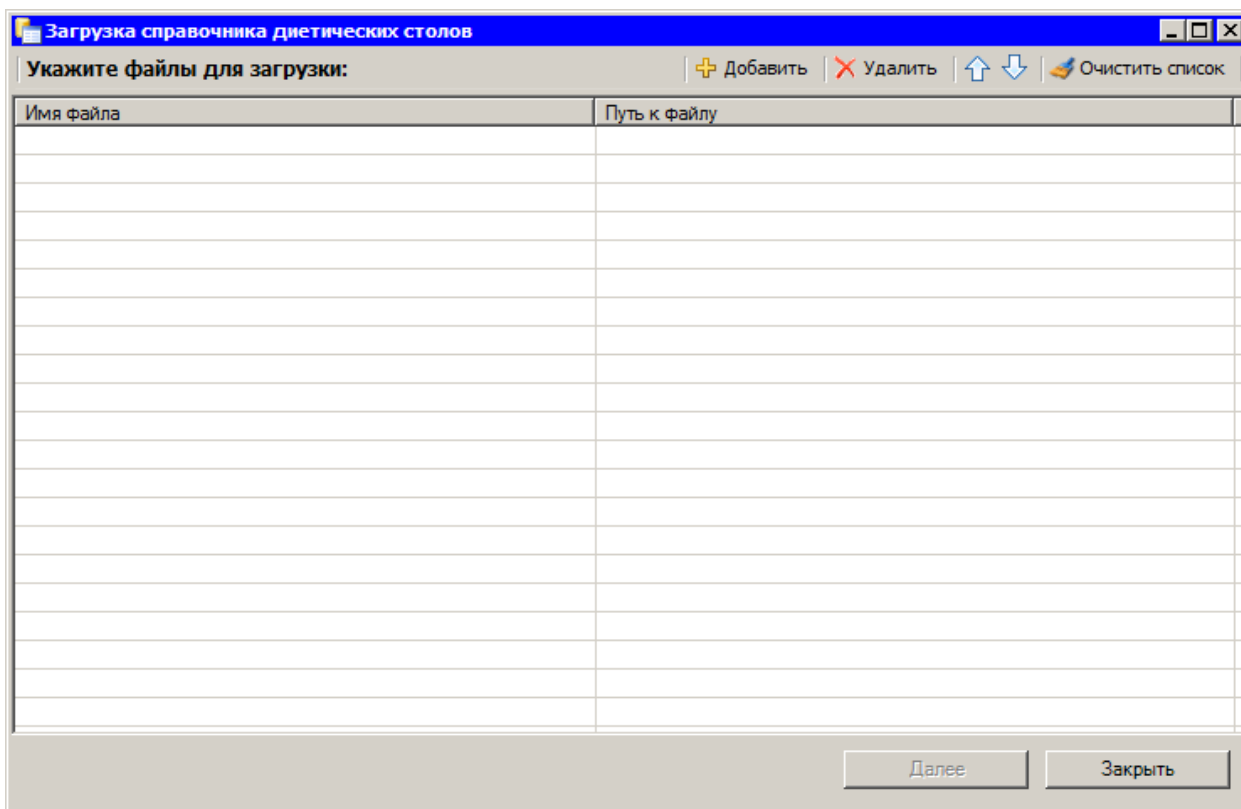 Загрузка справочника диетических столов
Укажите файлы для загрузки: Добавить Удалить Очистить список
Имя файла Путь к файлу
Далее Закрыть